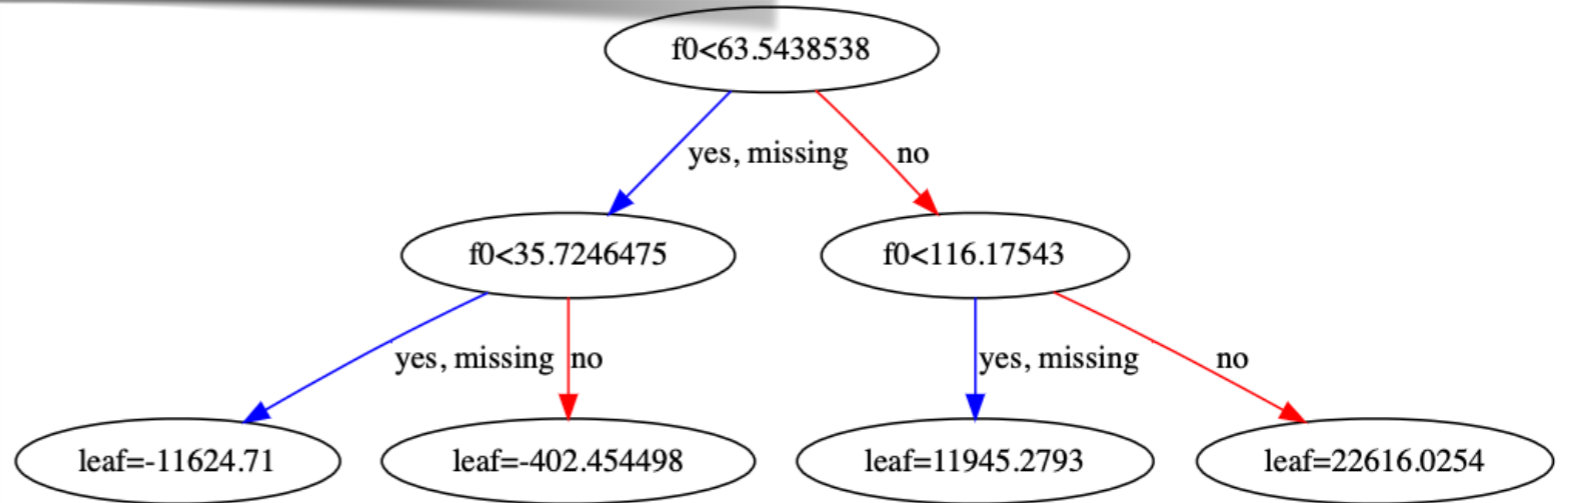 f0<63.5438538
yes, missing
no
f0<35.7246475
f0<116.17543
yes, missing
no
yes, missing
no
leaf=-11624.71
leaf=-402.454498
leaf=11945.2793
leaf=22616.0254